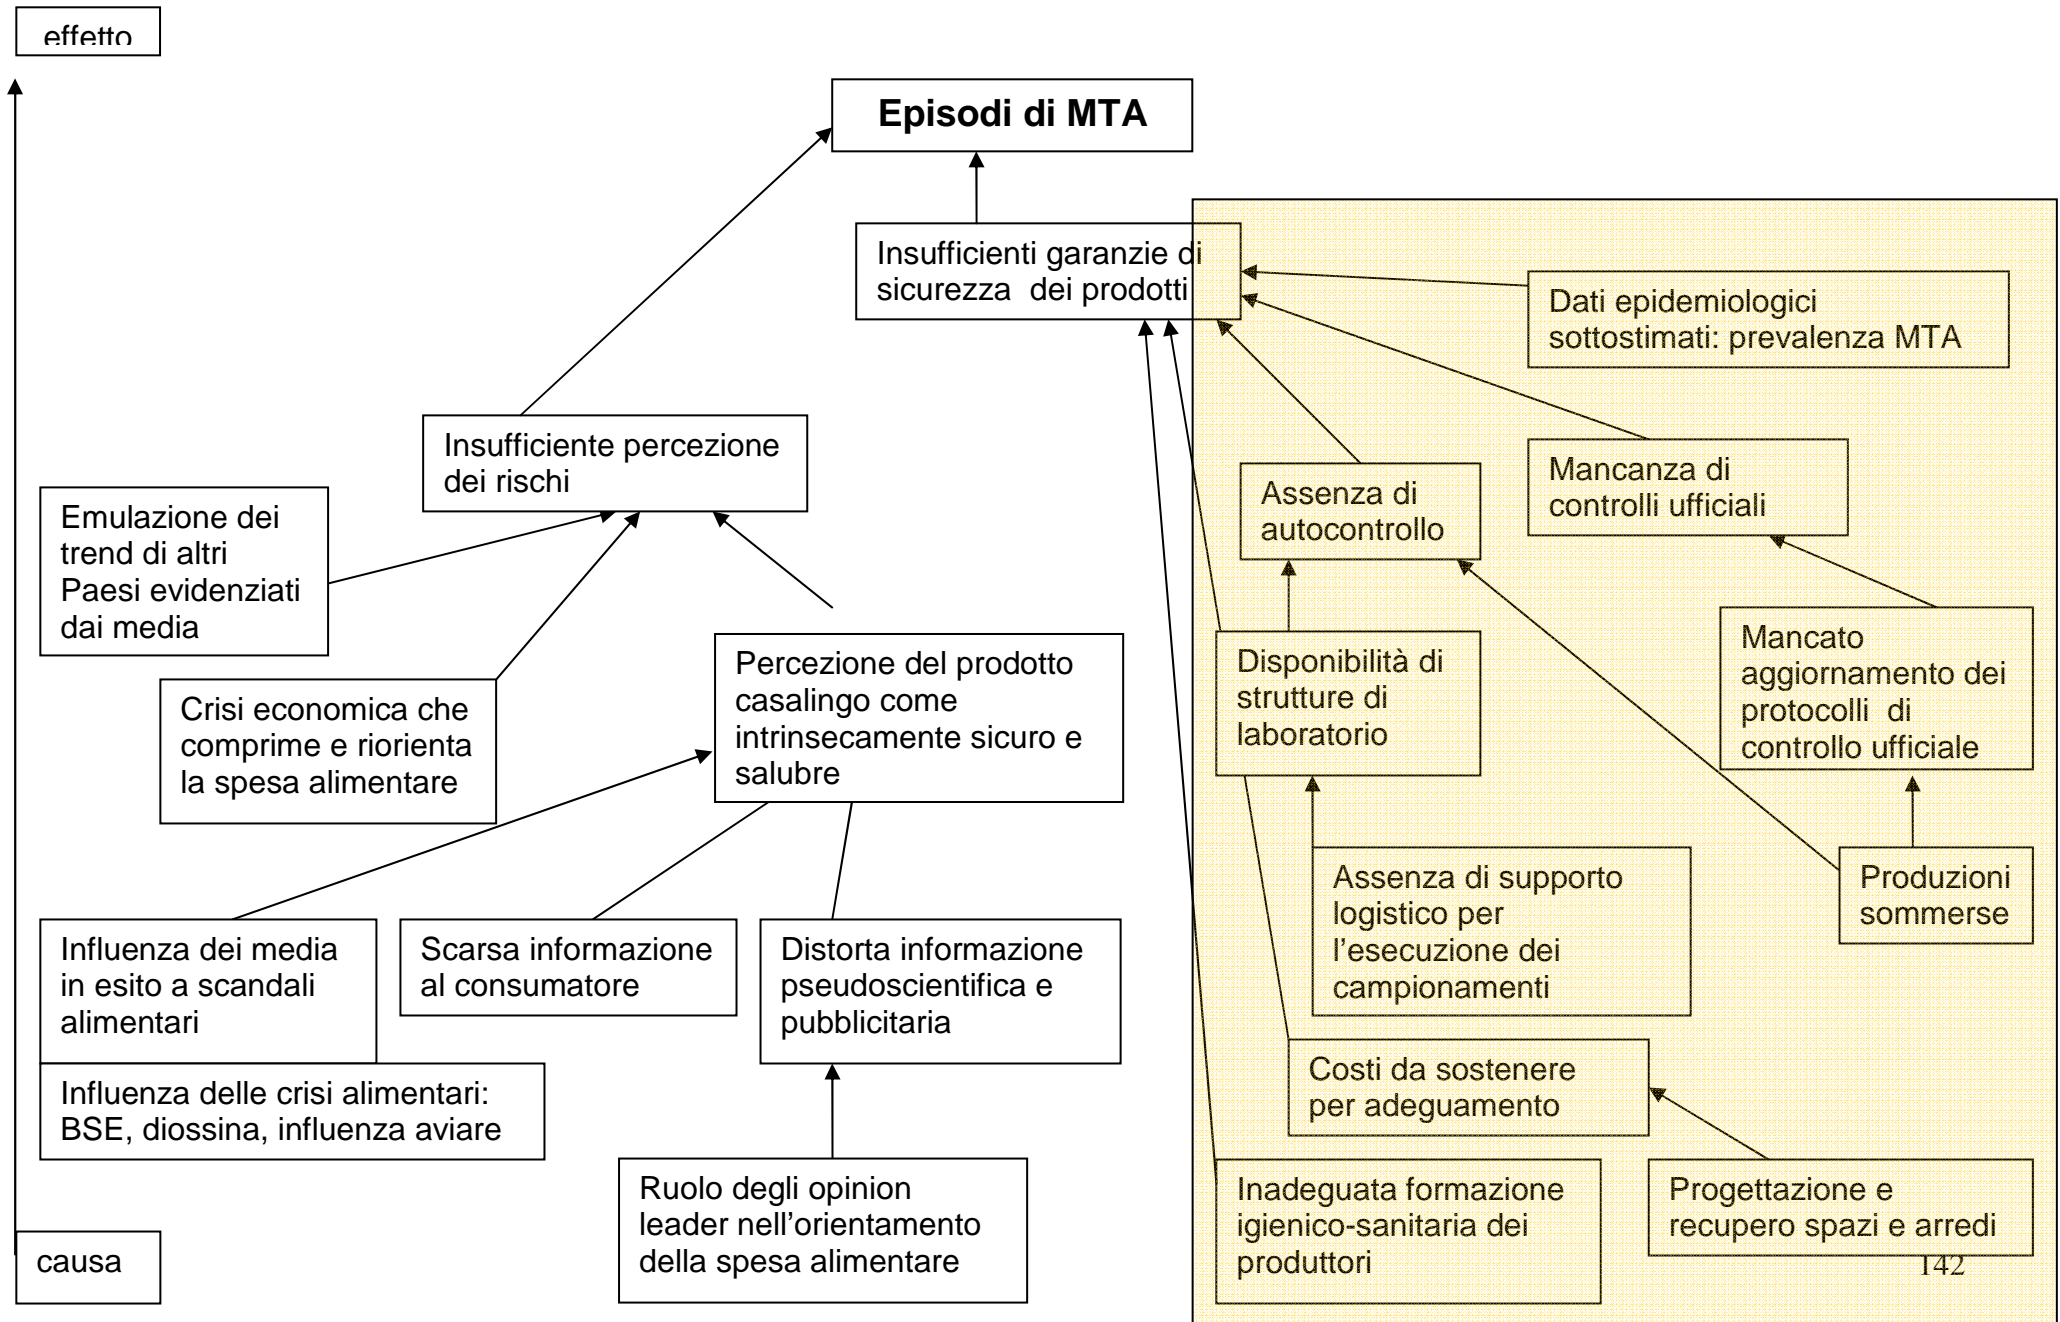 effetto
Episodi di MTA
Insufficienti garanzie di
sicurezza  dei prodotti
Dati epidemiologici
sottostimati: prevalenza MTA
Insufficiente percezione
dei rischi
Mancanza di
controlli ufficiali
Assenza di
autocontrollo
Emulazione dei
trend di altri
Paesi evidenziati
dai media
Percezione del prodotto
casalingo come
intrinsecamente sicuro e
salubre
Disponibilità di
strutture di
laboratorio
Mancato
aggiornamento dei
protocolli  di
controllo ufficiale
Crisi economica che
comprime e riorienta
la spesa alimentare
Assenza di supporto
logistico per
l’esecuzione dei
campionamenti
Produzioni
sommerse
Influenza dei media
in esito a scandali
alimentari
Scarsa informazione
al consumatore
Distorta informazione
pseudoscientifica e
pubblicitaria
Influenza delle crisi alimentari:
BSE, diossina, influenza aviare
Costi da sostenere
per adeguamento
Ruolo degli opinion
leader nell’orientamento
della spesa alimentare
Inadeguata formazione
igienico-sanitaria dei
produttori
Progettazione e
recupero spazi e arredi
causa
142